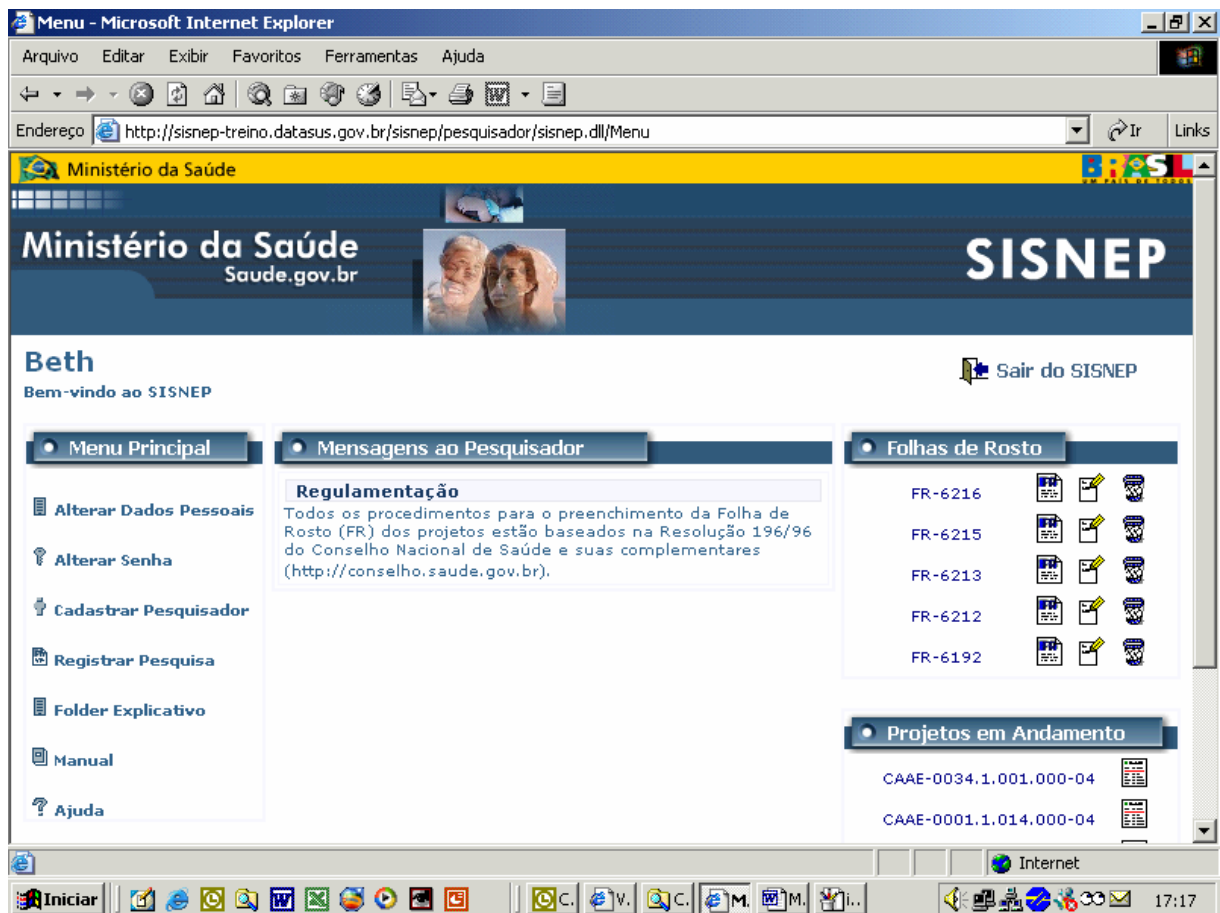 Menu - Microsoft Internet Explorer
Arquivo Editar Exibir Favoritos Ferramentas Ajuda
Endereço http://sisnep-treino.datasus.gov.br/sisnep/pesquisador/sisnep.dll/Menu Ir Links
Ministério da Saúde
BRASIL
UM PAÍS DE TODOS
Ministério da Saúde
Saude.gov.br
SISNEP
Beth
Bem-vindo ao SISNEP
Sair do SISNEP
Menu Principal
Alterar Dados Pessoais
Alterar Senha
Cadastrar Pesquisador
Registrar Pesquisa
Folder Explicativo
Manual
Ajuda
Mensagens ao Pesquisador
Regulamentação
Todos os procedimentos para o preenchimento da Folha de
Rosto (FR) dos projetos estão baseados na Resolução 196/96
do Conselho Nacional de Saúde e suas complementares
(http://conselho.saude.gov.br).
Folhas de Rosto
FR-6216
FR-6215
FR-6213
FR-6212
FR-6192
Projetos em Andamento
CAAE-0034.1.001.000-04
CAAE-0001.1.014.000-04
Internet
Iniciar C. V. C. M. M. i.. 17:17